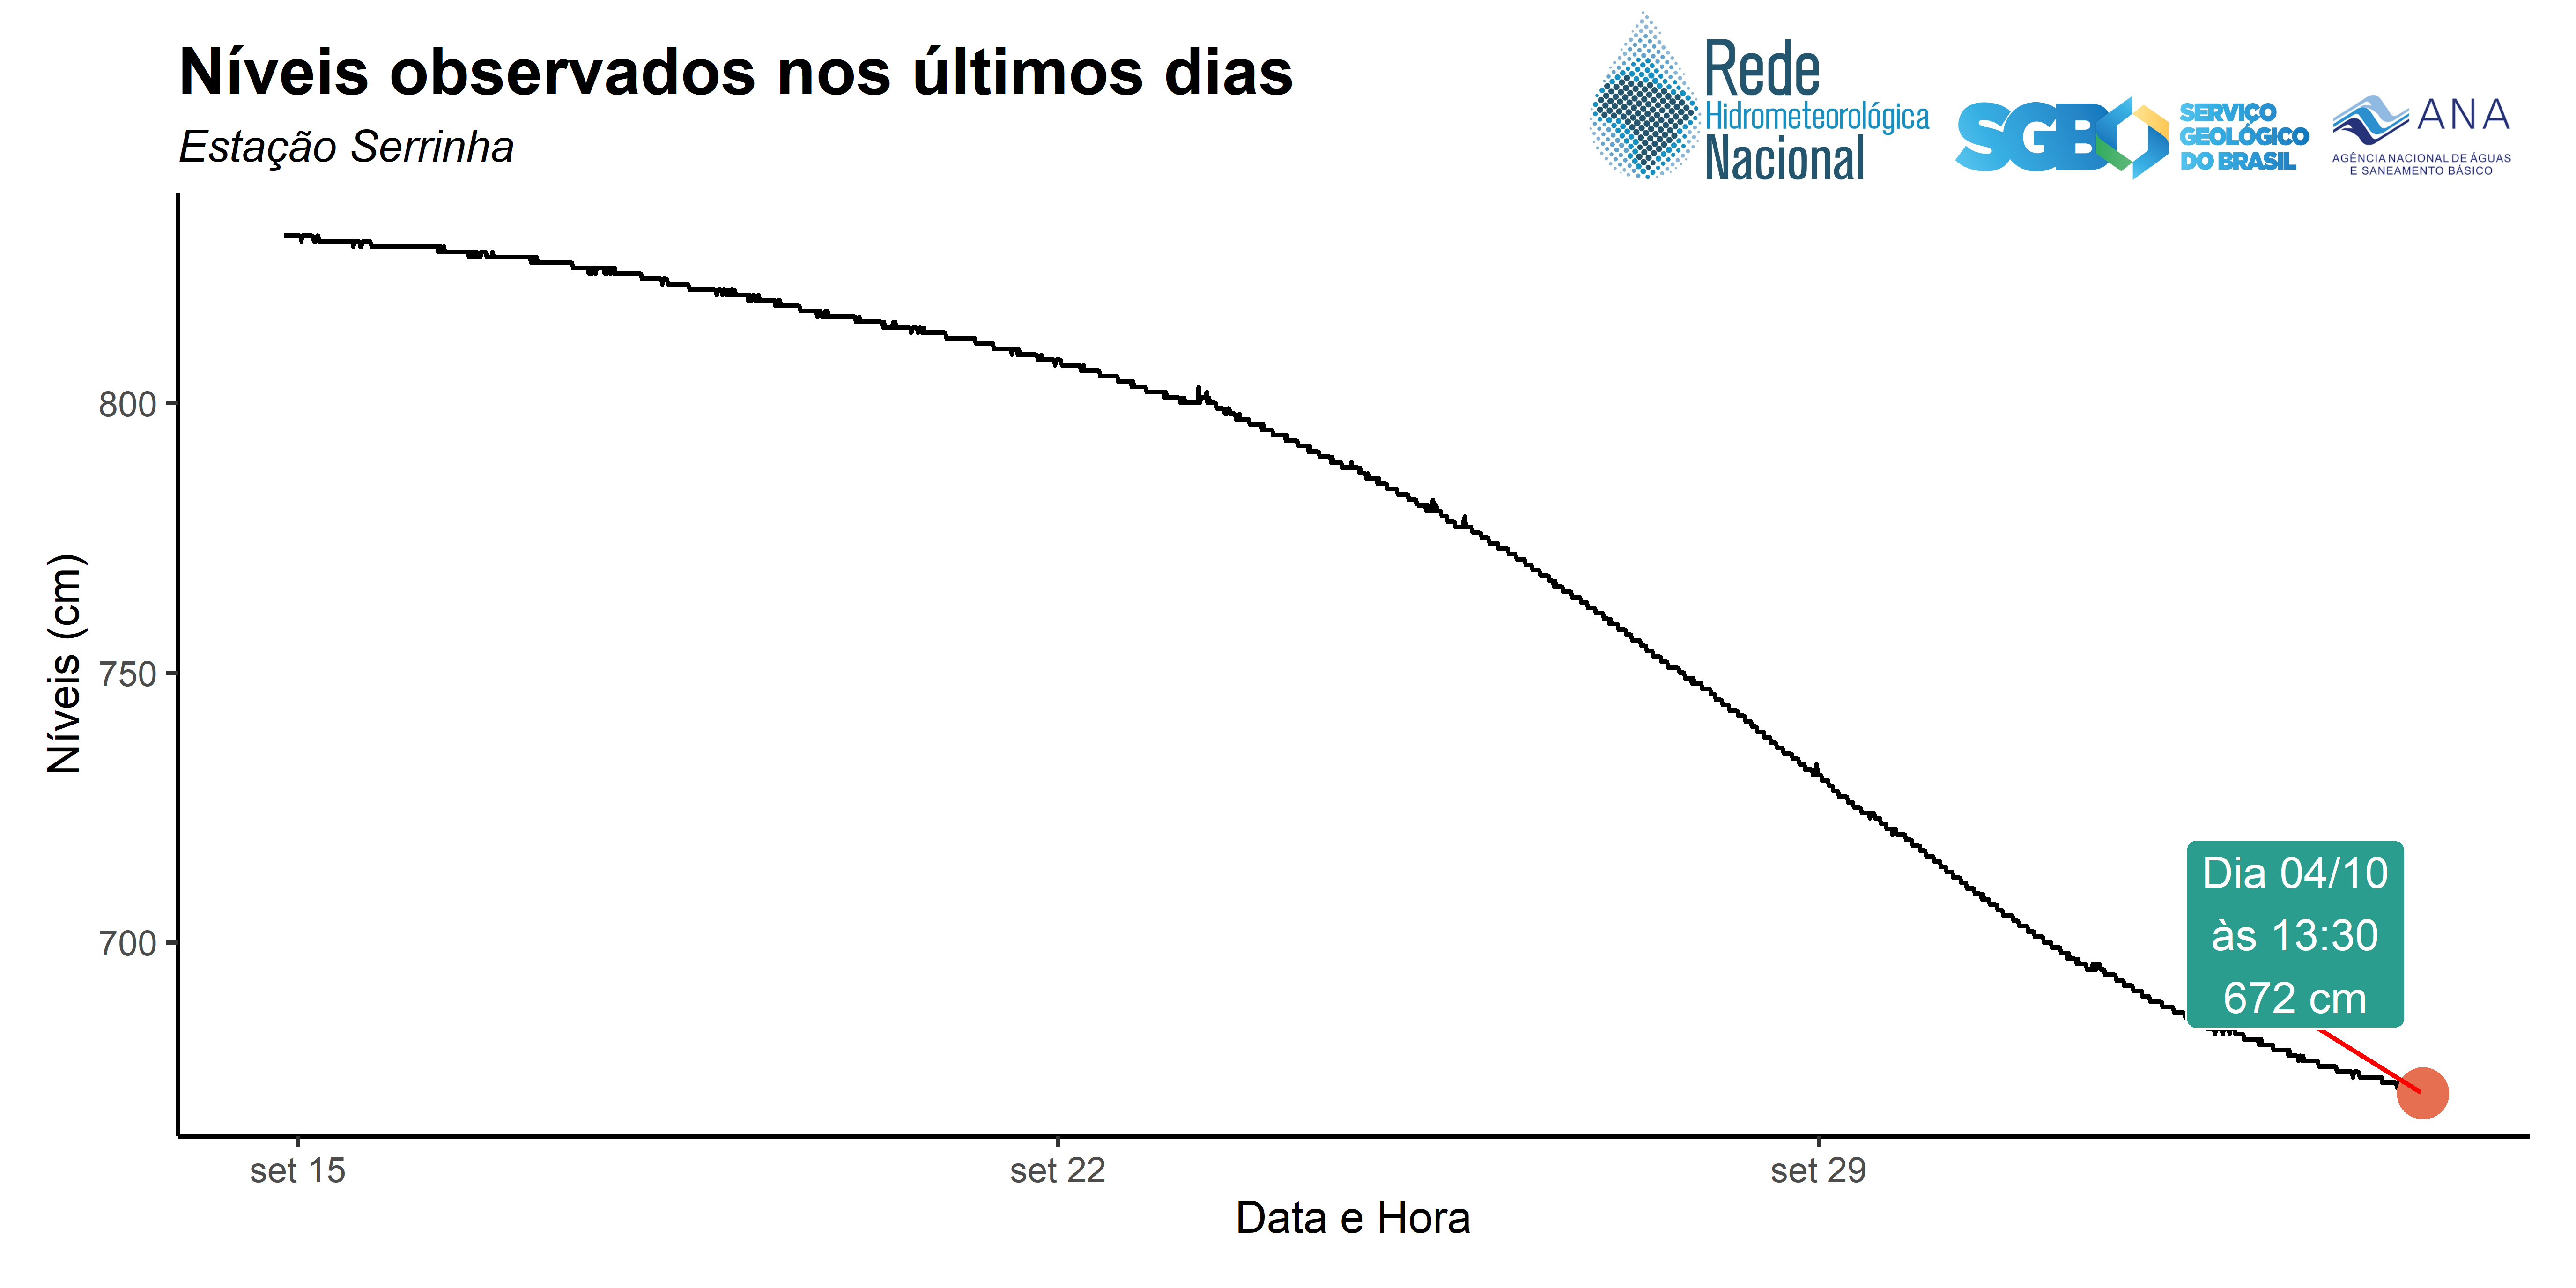 Níveis observados nos últimos dias
Estação Serrinha
Rede
Hidrometeorológica
Nacional
SGB
SERVIÇO
GEOLÓGICO
DO BRASIL
ANA
AGÊNCIA NACIONAL DE ÁGUAS
E SANEAMENTO BÁSICO
Níveis (cm)
800
750
700
Dia 04/10
às 13:30
672 cm
set 15
set 22
set 29
Data e Hora